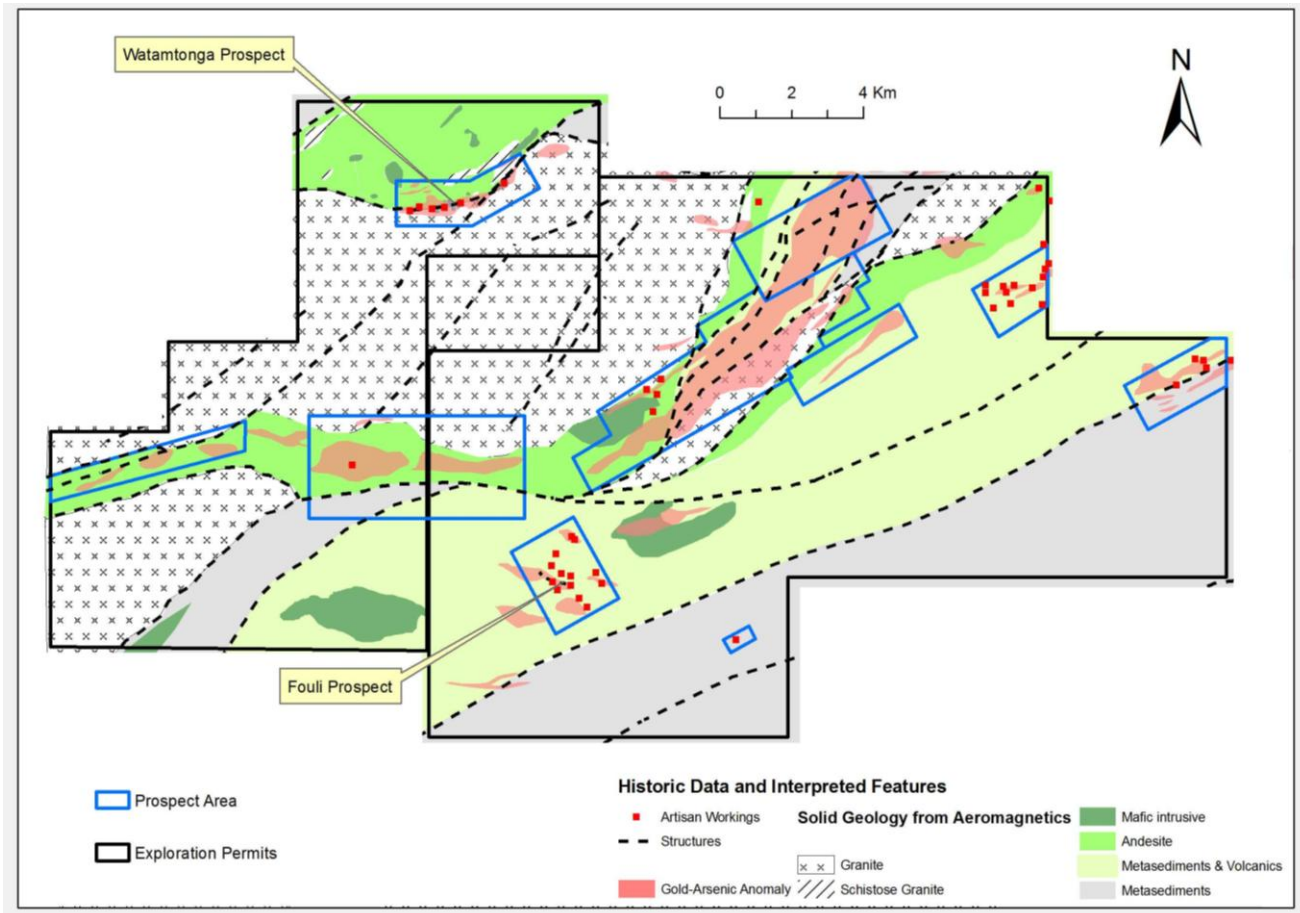 Watamtonga Prospect
N
0 2 4 Km
Fouli Prospect
Historic Data and Interpreted Features
Prospect Area
Artisan Workings
Solid Geology from Aeromagnetics
Mafic intrusive
Structures
Andesite
Exploration Permits
Granite
Metasediments & Volcanics
Gold-Arsenic Anomaly
Schistose Granite
Metasediments